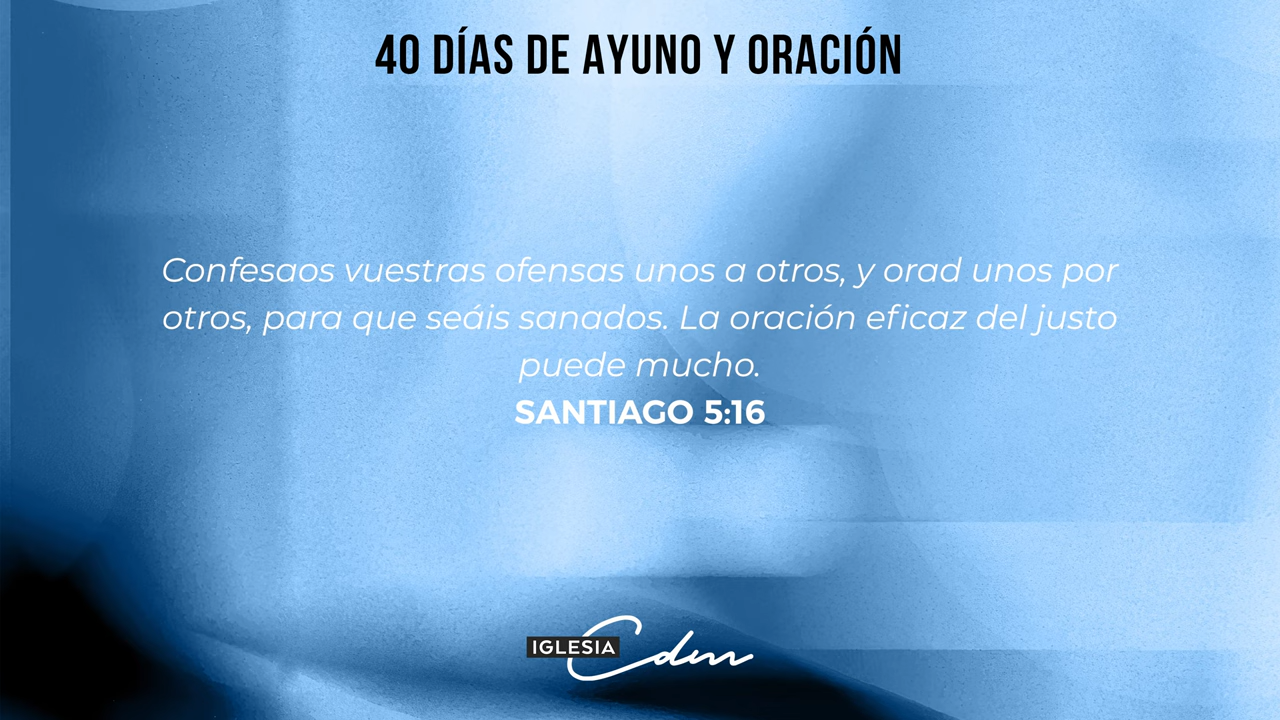 40 DÍAS DE AYUNO Y ORACIÓN
Confesaos vuestras ofensas unos a otros, y orad unos por
otros, para que seáis sanados. La oración eficaz del justo
puede mucho.
SANTIAGO 5:16
IGLESIA Cdm